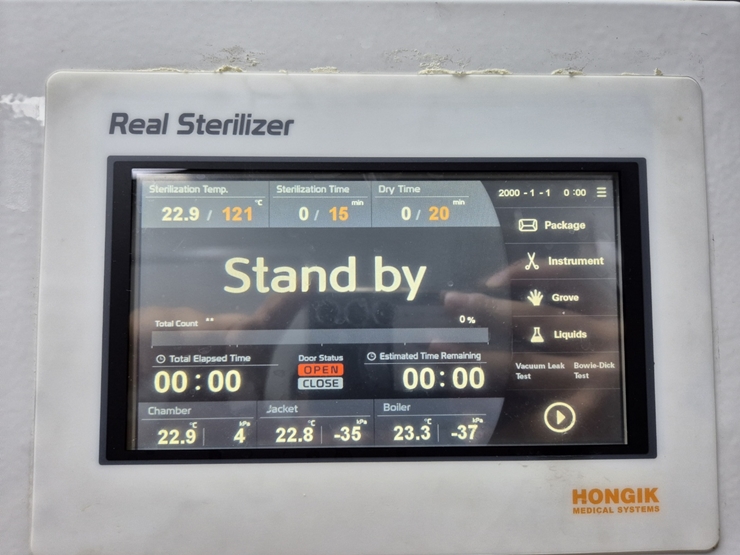 Real Sterilizer
Sterilization Temp. Sterilization Time Dry Time 2000 - 1 - 1 0 : 00
22.9 / 121 °C 0 / 15 min 0 / 20 min
Package
Stand by
Instrument
Grove
Total Count ** 0 %
Liquids
Total Elapsed Time Door Status Estimated Time Remaining
00 : 00 OPEN 00 : 00
CLOSE
Vacuum Leak Test Bowie-Dick Test
Chamber Jacket Boiler
22.9 °C 4 kPa 22.8 °C -35 kPa 23.3 °C -37 kPa
HONGIK
MEDICAL SYSTEMS